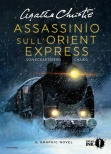 Agatha Christie
ASSASSINIO
SULL'ORIENT
EXPRESS
IL GRAPHIC NOVEL